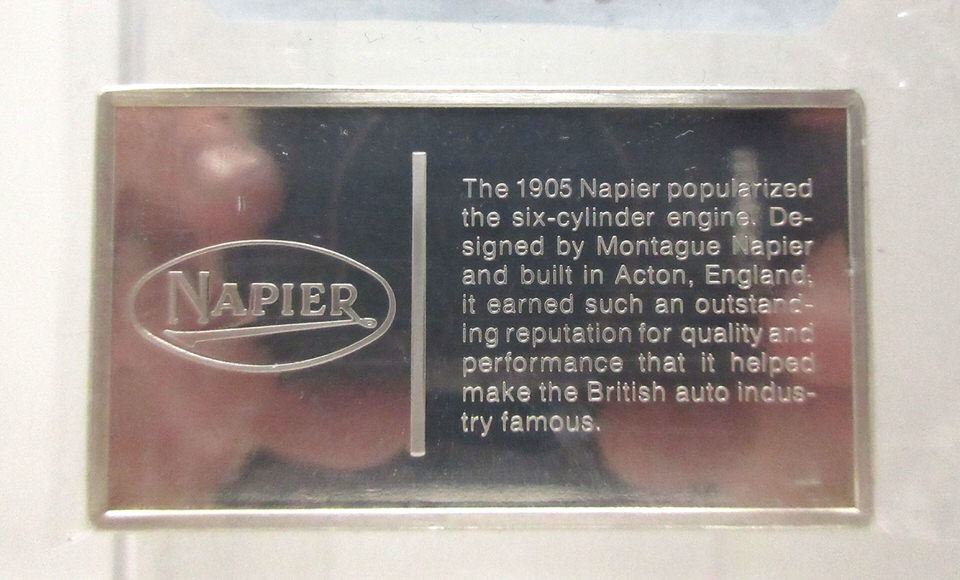 NAPIER
The 1905 Napier popularized
the six-cylinder engine. De-
signed by Montague Napier
and built in Acton, England;
it earned such an outstand-
ing reputation for quality and
performance that it helped
make the British auto indus-
try famous.